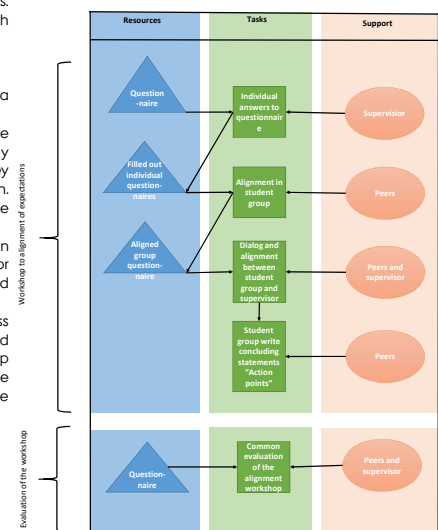 s.
h
a
e
y
ey
n.
e
n
or
d
ss
d
p
e
e
Workshop to alignment of expectations
Evaluation of the workshop
Resources
Tasks
Support
Question
-naire
Individual
answers to
questionnair
e
Supervisior
Filled out
individual
question-
naires
Alignment in
student
group
Peers
Aligned
group
question-
naire
Dialog and
alignment
between
student
group and
supervisor
Peers and
supervisor
Student
group write
concluding
statements
"Action
points"
Peers
Question-
naire
Common
evaluation
of the
alignment
workshop
Peers and
supervisor